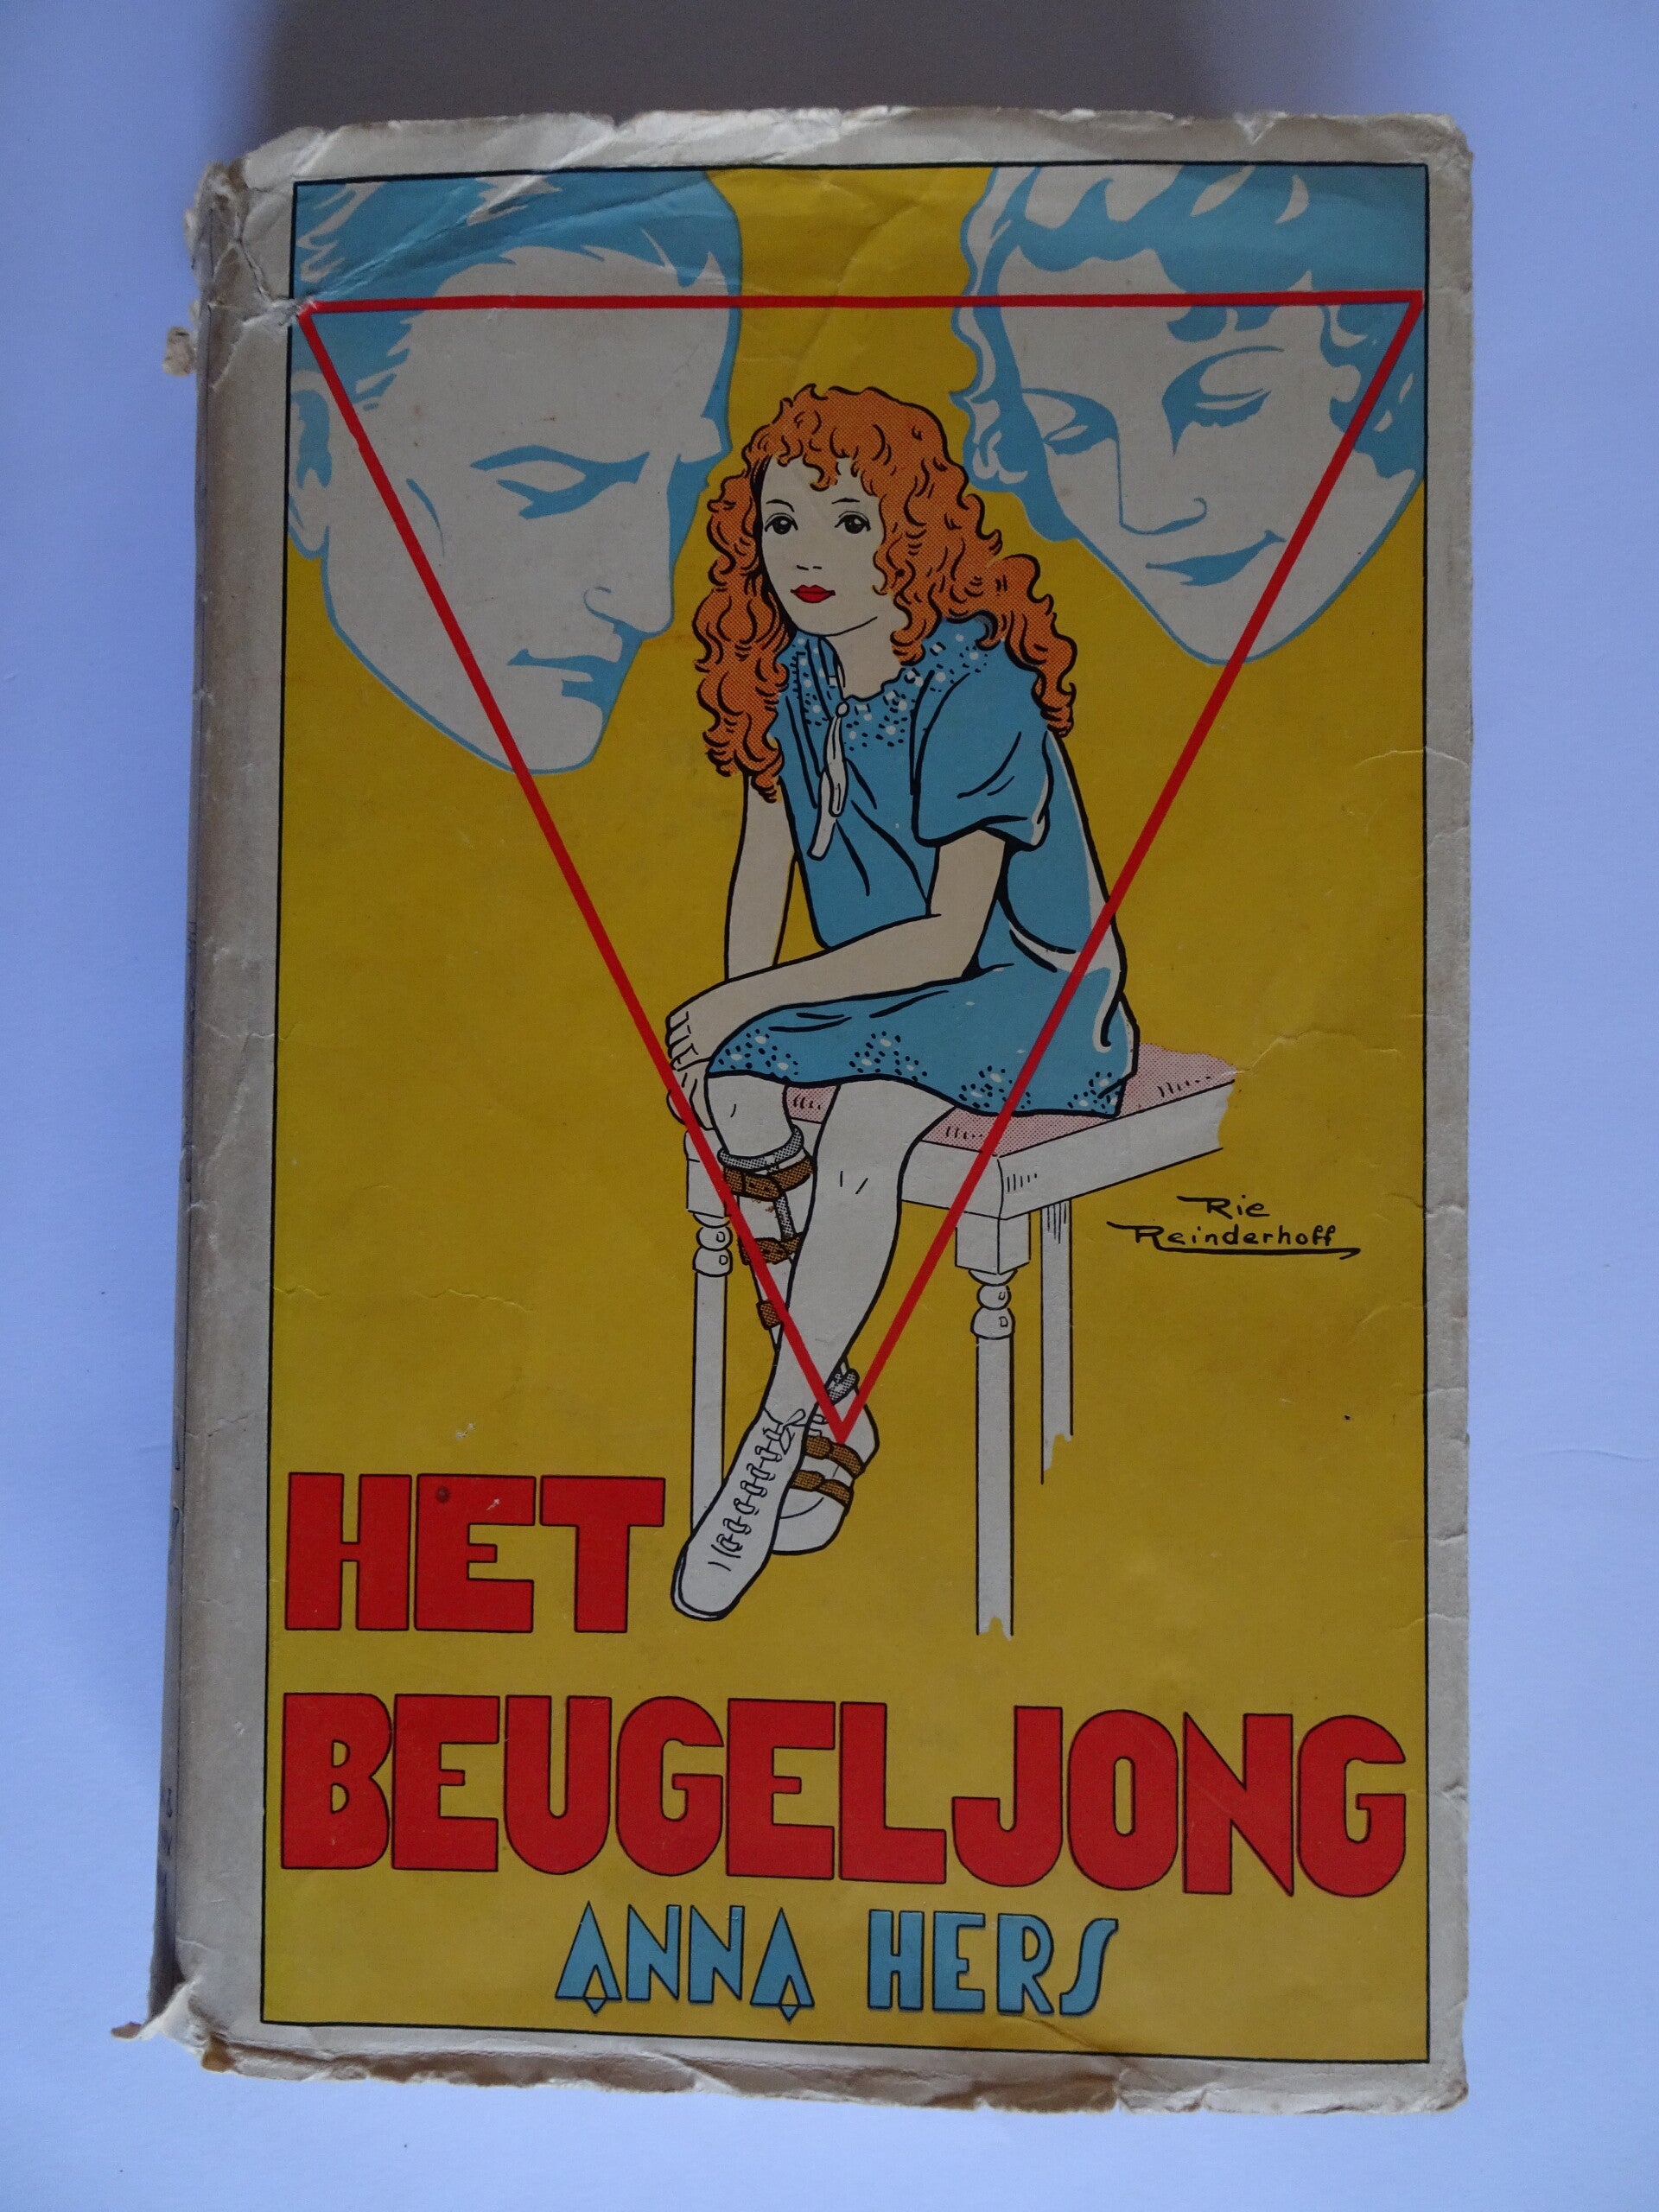 Rie
Reinderhoff
HET
BEUGELJONG
ANNA HERS